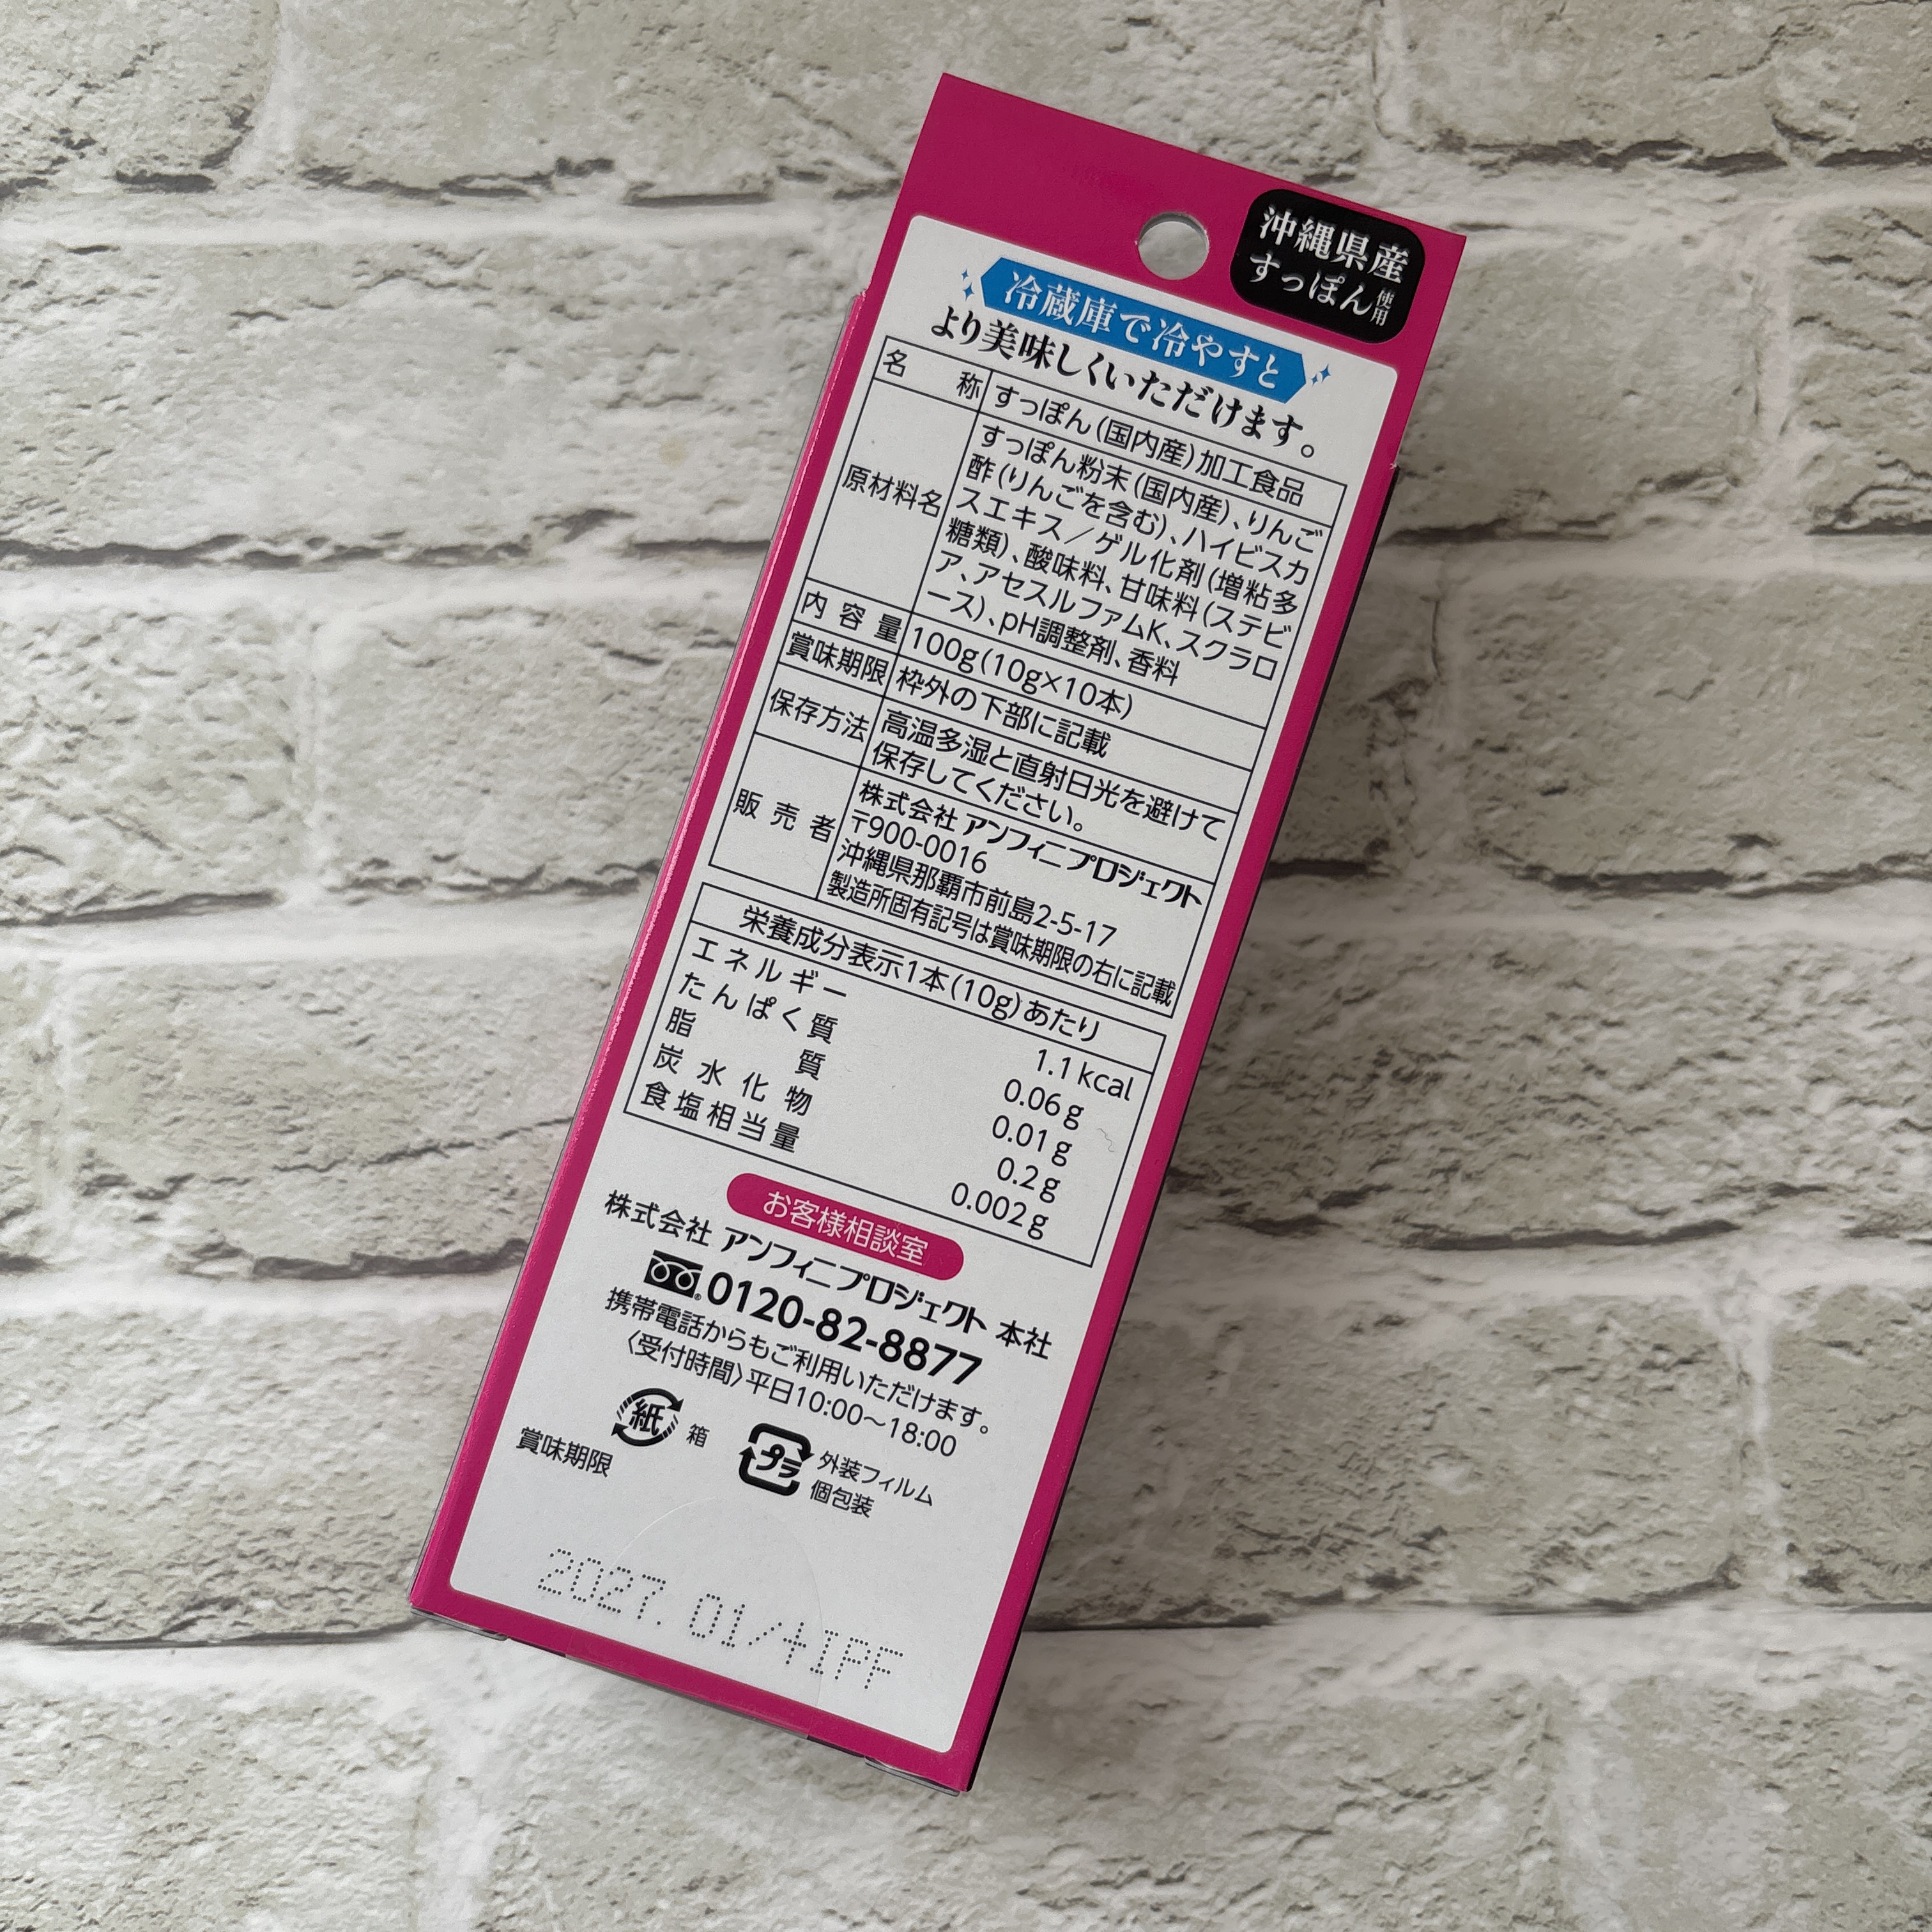 沖縄県産
すっぽん使用
冷蔵庫で冷やすと
より美味しくいただけます。
名称 すっぽん(国内産)加工食品
原材料名 すっぽん粉末(国内産)、りんご
酢(りんごを含む)、ハイビスカ
スエキス／ゲル化剤(増粘多
糖類)、酸味料、甘味料(ステビ
ア、アセスルファムK、スクラロ
ース)、pH調整剤、香料
内容量 100g(10g×10本)
賞味期限 枠外の下部に記載
保存方法 高温多湿と直射日光を避けて
保存してください。
販売者 株式会社 アンフィニプロジェクト
〒900-0016
沖縄県那覇市前島2-5-17
製造所固有記号は賞味期限の右に記載
栄養成分表示1本(10g)あたり
エネルギー 1.1kcal
たんぱく質 0.06g
脂質 0.01g
炭水化物 0.2g
食塩相当量 0.002g
お客様相談室
株式会社 アンフィニプロジェクト 本社
0120-82-8877
携帯電話からもご利用いただけます。
〈受付時間〉平日10:00～18:00
紙 箱
プラ 外装フィルム
個包装
賞味期限
2027.01/+IPF